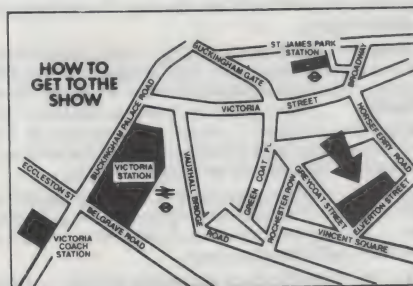 HOW TO
GET TO THE
SHOW
BUCKINGHAM PALACE ROAD
BUCKINGHAM GATE
ST JAMES PARK
STATION
BROADWAY
VICTORIA STREET
HORSEFERRY ROAD
ECCLESTON ST
VICTORIA
STATION
VAUXHALL BRIDGE
ROAD
GREEN COAT PL
ROCHESTER ROW
GREYCOAT STREET
ELVERTON STREET
BELGRAVE ROAD
VICTORIA
COACH
STATION
VINCENT SQUARE